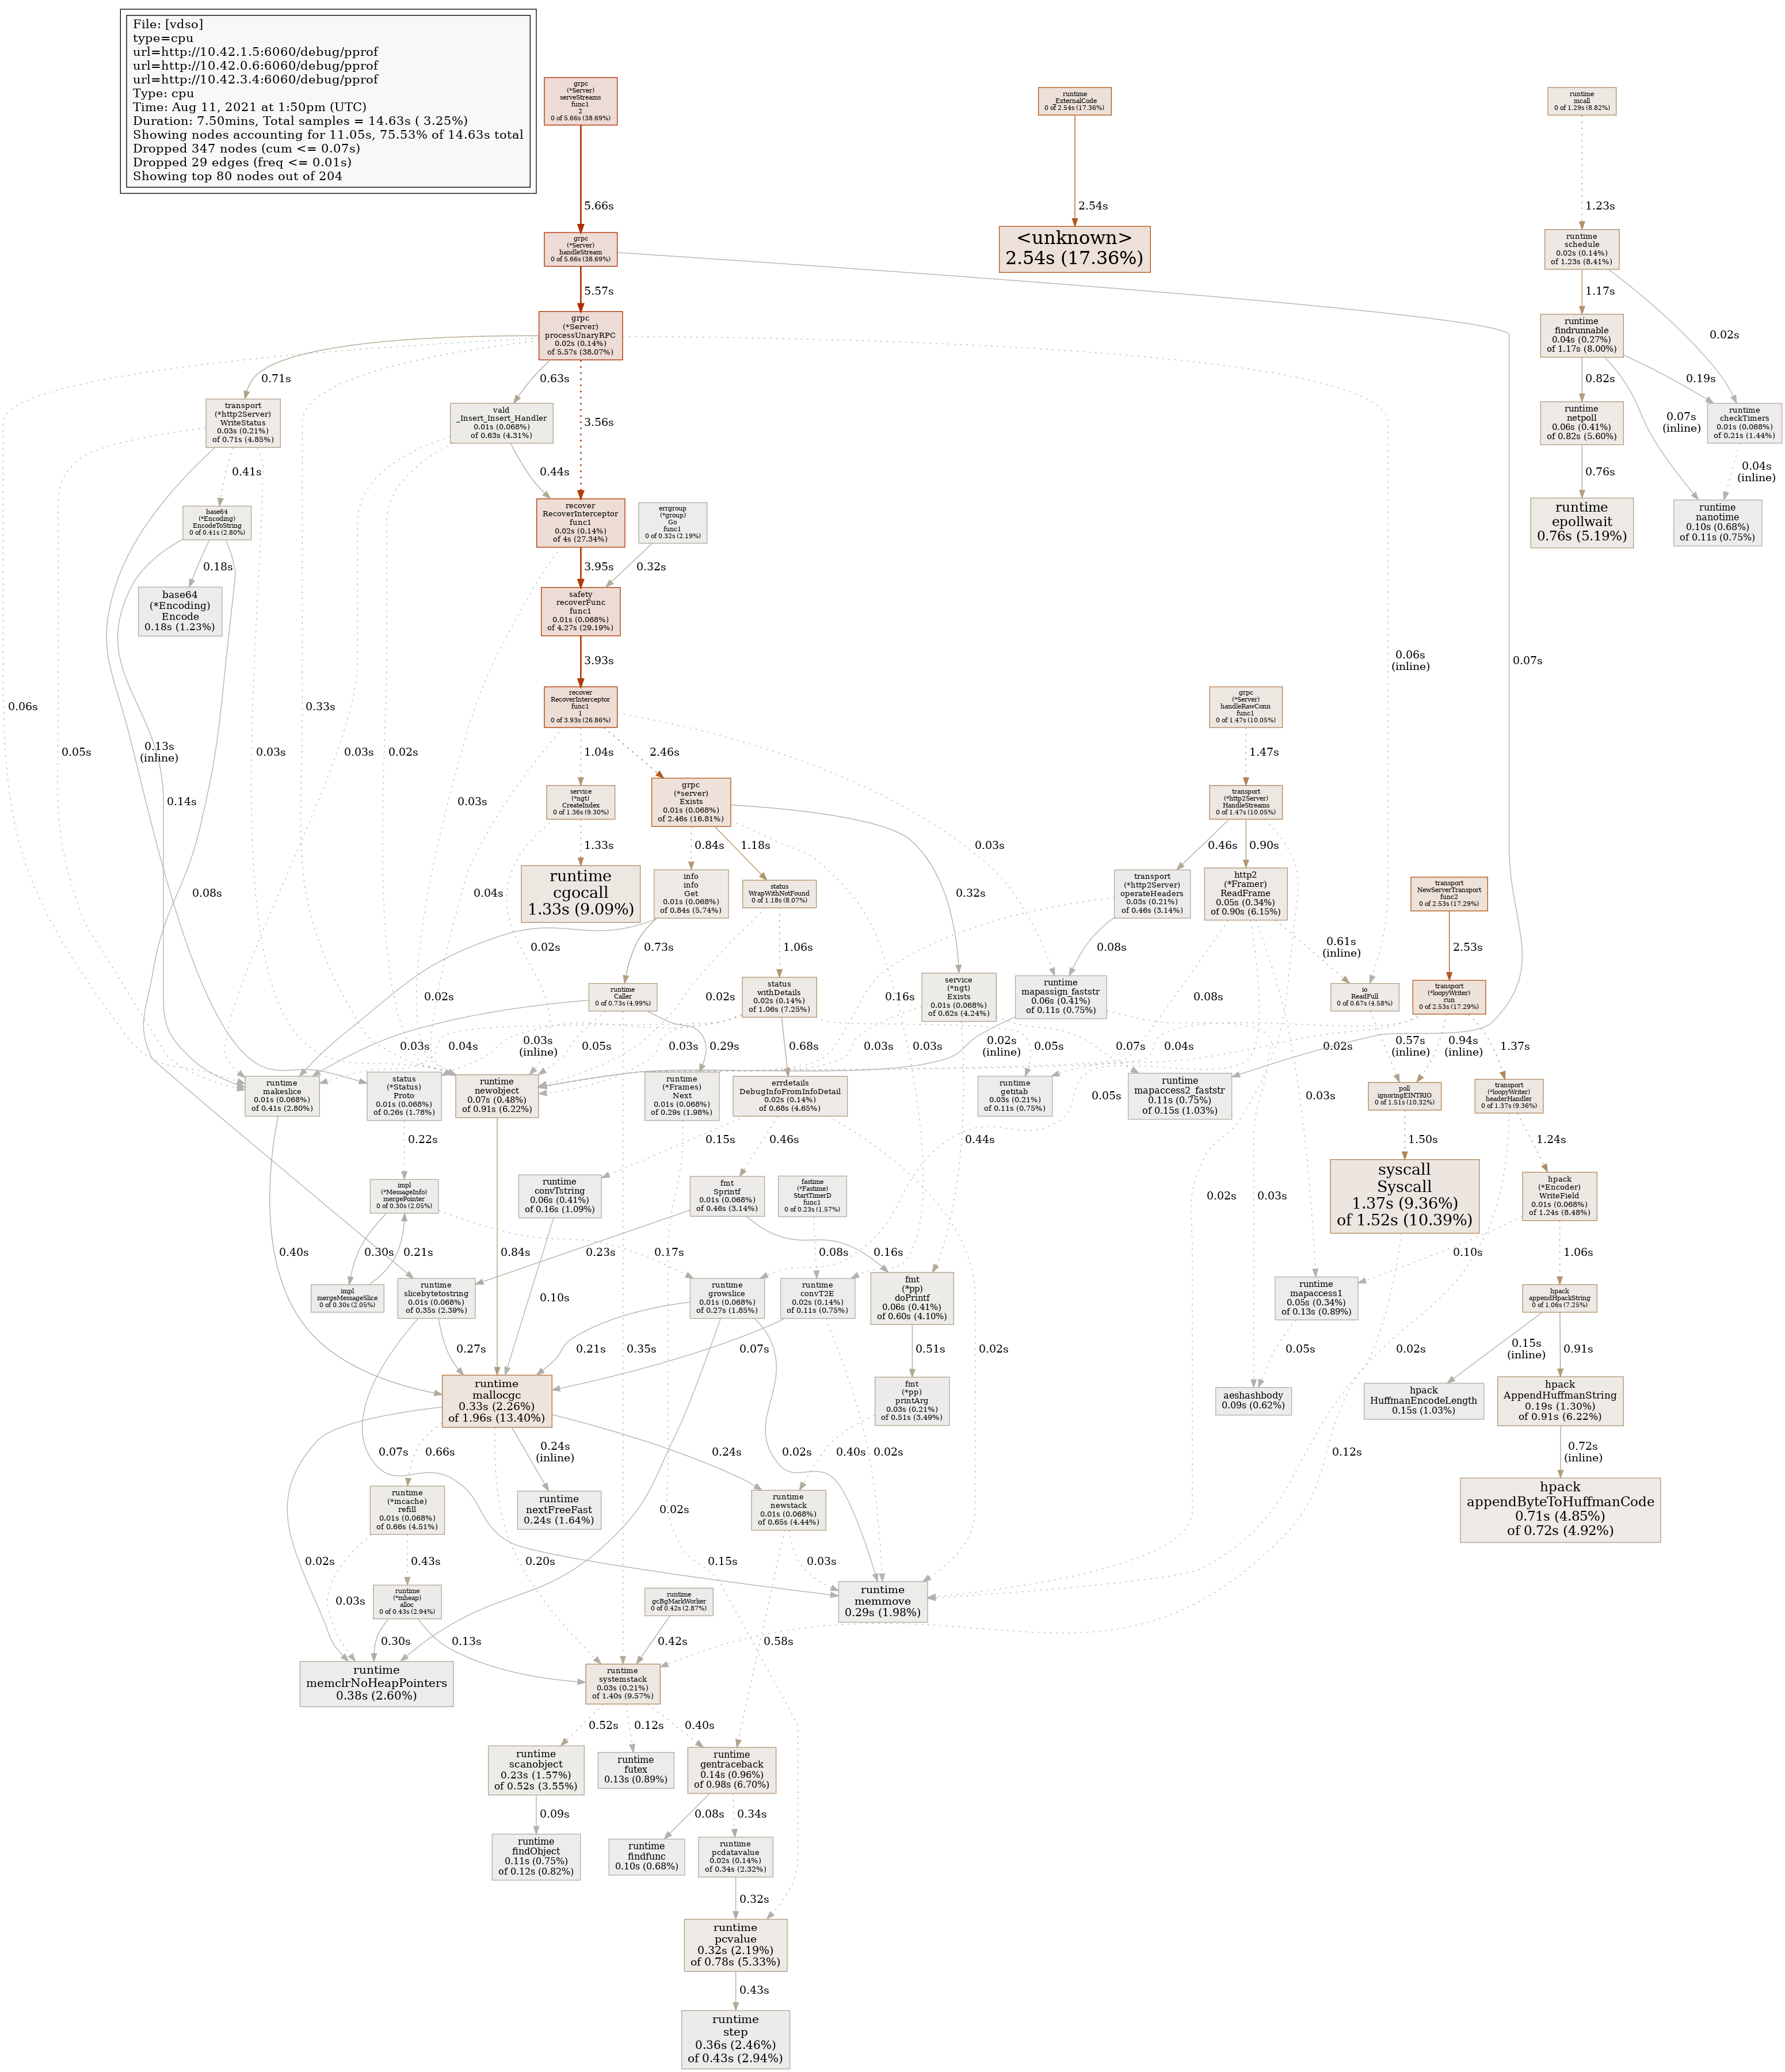 File: [vdso]
type=cpu
url=http://10.42.1.5:6060/debug/pprof
url=http://10.42.0.6:6060/debug/pprof
url=http://10.42.3.4:6060/debug/pprof
Type: cpu
Time: Aug 11, 2021 at 1:50pm (UTC)
Duration: 7.50mins, Total samples = 14.63s ( 3.25%)
Showing nodes accounting for 11.05s, 75.53% of 14.63s total
Dropped 347 nodes (cum <= 0.07s)
Dropped 29 edges (freq <= 0.01s)
Showing top 80 nodes out of 204
grpc
(*Server)
serveStreams
func1
2
0 of 5.66s (38.69%)
runtime
ExternalCode
0 of 2.54s (17.36%)
runtime
mcall
0 of 1.29s (8.82%)
5.66s
2.54s
1.23s
grpc
(*Server)
handleStream
0 of 5.66s (38.69%)
<unknown>
2.54s (17.36%)
runtime
schedule
0.02s (0.14%)
of 1.23s (8.41%)
5.57s
1.17s
0.02s
grpc
(*Server)
processUnaryRPC
0.02s (0.14%)
of 5.57s (38.07%)
runtime
findrunnable
0.04s (0.27%)
of 1.17s (8.00%)
0.71s
0.63s
3.56s
0.82s
0.19s
0.07s
(inline)
transport
(*http2Server)
WriteStatus
0.03s (0.21%)
of 0.71s (4.85%)
vald
_Insert_Insert_Handler
0.01s (0.068%)
of 0.63s (4.31%)
runtime
netpoll
0.06s (0.41%)
of 0.82s (5.60%)
runtime
checkTimers
0.01s (0.068%)
of 0.21s (1.44%)
0.41s
0.44s
0.76s
0.04s
(inline)
base64
(*Encoding)
EncodeToString
0 of 0.41s (2.80%)
recover
RecoverInterceptor
func1
0.02s (0.14%)
of 4s (27.34%)
errgroup
(*group)
Go
func1
0 of 0.32s (2.19%)
runtime
epollwait
0.76s (5.19%)
runtime
nanotime
0.10s (0.68%)
of 0.11s (0.75%)
0.18s
3.95s
0.32s
base64
(*Encoding)
Encode
0.18s (1.23%)
safety
recoverFunc
func1
0.01s (0.068%)
of 4.27s (29.19%)
3.93s
0.06s
(inline)
0.07s
recover
RecoverInterceptor
func1
1
0 of 3.93s (26.86%)
grpc
(*Server)
handleRawConn
func1
0 of 1.47s (10.05%)
0.06s
0.05s
0.13s
(inline)
0.03s
0.33s
0.03s
0.02s
1.04s
2.46s
1.47s
service
(*ngt)
CreateIndex
0 of 1.36s (9.30%)
grpc
(*server)
Exists
0.01s (0.068%)
of 2.46s (16.81%)
transport
(*http2Server)
HandleStreams
0 of 1.47s (10.05%)
0.14s
0.03s
0.03s
1.33s
0.84s
1.18s
0.46s
0.90s
runtime
cgocall
1.33s (9.09%)
info
info
Get
0.01s (0.068%)
of 0.84s (5.74%)
status
WrapWithNotFound
0 of 1.18s (8.07%)
transport
(*http2Server)
operateHeaders
0.03s (0.21%)
of 0.46s (3.14%)
http2
(*Framer)
ReadFrame
0.05s (0.34%)
of 0.90s (6.15%)
transport
NewServerTransport
func2
0 of 2.53s (17.29%)
0.08s
0.04s
0.32s
0.02s
0.73s
1.06s
0.08s
0.61s
(inline)
2.53s
runtime
Caller
0 of 0.73s (4.99%)
status
withDetails
0.02s (0.14%)
of 1.06s (7.25%)
service
(*ngt)
Exists
0.01s (0.068%)
of 0.62s (4.24%)
runtime
mapassign_faststr
0.06s (0.41%)
of 0.11s (0.75%)
io
ReadFull
0 of 0.67s (4.58%)
transport
(*loopyWriter)
run
0 of 2.53s (17.29%)
0.02s
0.02s
0.16s
0.08s
0.03s
0.04s
0.03s
(inline)
0.05s
0.29s
0.03s
0.68s
0.03s
0.03s
0.02s
(inline)
0.05s
0.07s
0.04s
0.02s
0.57s
(inline)
0.94s
(inline)
1.37s
runtime
makeslice
0.01s (0.068%)
of 0.41s (2.80%)
status
(*Status)
Proto
0.01s (0.068%)
of 0.26s (1.78%)
runtime
newobject
0.07s (0.48%)
of 0.91s (6.22%)
runtime
(*Frames)
Next
0.01s (0.068%)
of 0.29s (1.98%)
errdetails
DebugInfoFromInfoDetail
0.02s (0.14%)
of 0.68s (4.65%)
runtime
getitab
0.03s (0.21%)
of 0.11s (0.75%)
runtime
mapaccess2_faststr
0.11s (0.75%)
of 0.15s (1.03%)
poll
ignoringEINTRIO
0 of 1.51s (10.32%)
transport
(*loopyWriter)
headerHandler
0 of 1.37s (9.36%)
0.05s
0.03s
0.22s
0.15s
0.46s
0.44s
1.50s
1.24s
impl
(*MessageInfo)
mergePointer
0 of 0.30s (2.05%)
runtime
convTstring
0.06s (0.41%)
of 0.16s (1.09%)
fmt
Sprintf
0.01s (0.068%)
of 0.46s (3.14%)
fastime
(*Fastime)
StartTimerD
func1
0 of 0.23s (1.57%)
syscall
Syscall
1.37s (9.36%)
of 1.52s (10.39%)
hpack
(*Encoder)
WriteField
0.01s (0.068%)
of 1.24s (8.48%)
0.02s
0.03s
0.40s
0.30s
0.21s
0.84s
0.23s
0.17s
0.08s
0.16s
0.10s
1.06s
impl
mergeMessageSlice
0 of 0.30s (2.05%)
runtime
slicebytetostring
0.01s (0.068%)
of 0.35s (2.39%)
runtime
growslice
0.01s (0.068%)
of 0.27s (1.85%)
runtime
convT2E
0.02s (0.14%)
of 0.11s (0.75%)
fmt
(*pp)
doPrintf
0.06s (0.41%)
of 0.60s (4.10%)
runtime
mapaccess1
0.05s (0.34%)
of 0.13s (0.89%)
hpack
appendHpackString
0 of 1.06s (7.25%)
0.10s
0.27s
0.35s
0.21s
0.07s
0.51s
0.02s
0.05s
0.02s
0.15s
(inline)
0.91s
runtime
mallocgc
0.33s (2.26%)
of 1.96s (13.40%)
fmt
(*pp)
printArg
0.03s (0.21%)
of 0.51s (3.49%)
aeshashbody
0.09s (0.62%)
hpack
HuffmanEncodeLength
0.15s (1.03%)
hpack
AppendHuffmanString
0.19s (1.30%)
of 0.91s (6.22%)
0.07s
0.66s
0.24s
(inline)
0.24s
0.02s
0.40s
0.02s
0.12s
0.72s
(inline)
runtime
(*mcache)
refill
0.01s (0.068%)
of 0.66s (4.51%)
runtime
nextFreeFast
0.24s (1.64%)
runtime
newstack
0.01s (0.068%)
of 0.65s (4.44%)
hpack
appendByteToHuffmanCode
0.71s (4.85%)
of 0.72s (4.92%)
0.02s
0.02s
0.43s
0.20s
0.15s
0.03s
0.03s
runtime
(*mheap)
alloc
0 of 0.43s (2.94%)
runtime
gcBgMarkWorker
0 of 0.42s (2.87%)
runtime
memmove
0.29s (1.98%)
0.30s
0.13s
0.42s
0.58s
runtime
memclrNoHeapPointers
0.38s (2.60%)
runtime
systemstack
0.03s (0.21%)
of 1.40s (9.57%)
0.52s
0.12s
0.40s
runtime
scanobject
0.23s (1.57%)
of 0.52s (3.55%)
runtime
futex
0.13s (0.89%)
runtime
gentraceback
0.14s (0.96%)
of 0.98s (6.70%)
0.09s
0.08s
0.34s
runtime
findObject
0.11s (0.75%)
of 0.12s (0.82%)
runtime
findfunc
0.10s (0.68%)
runtime
pcdatavalue
0.02s (0.14%)
of 0.34s (2.32%)
0.32s
runtime
pcvalue
0.32s (2.19%)
of 0.78s (5.33%)
0.43s
runtime
step
0.36s (2.46%)
of 0.43s (2.94%)